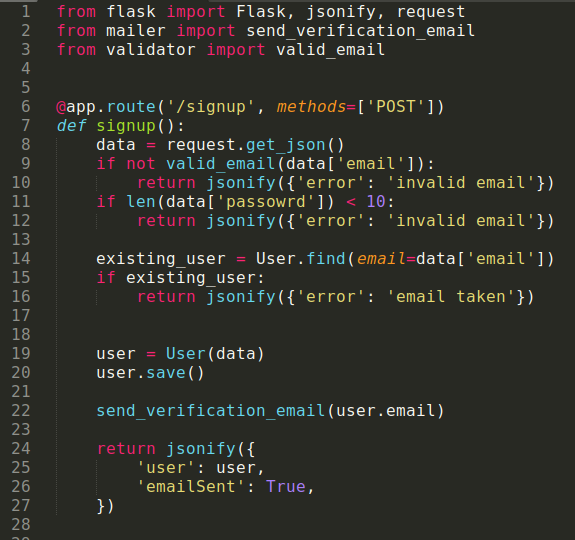 1 from flask import Flask, jsonify, request
2 from mailer import send_verification_email
3 from validator import valid_email
4
5
6 @app.route('/signup', methods=['POST'])
7 def signup():
8     data = request.get_json()
9     if not valid_email(data['email']):
10         return jsonify({'error': 'invalid email'})
11     if len(data['passowrd']) < 10:
12         return jsonify({'error': 'invalid email'})
13
14     existing_user = User.find(email=data['email'])
15     if existing_user:
16         return jsonify({'error': 'email taken'})
17
18
19     user = User(data)
20     user.save()
21
22     send_verification_email(user.email)
23
24     return jsonify({
25         'user': user,
26         'emailSent': True,
27     })
28